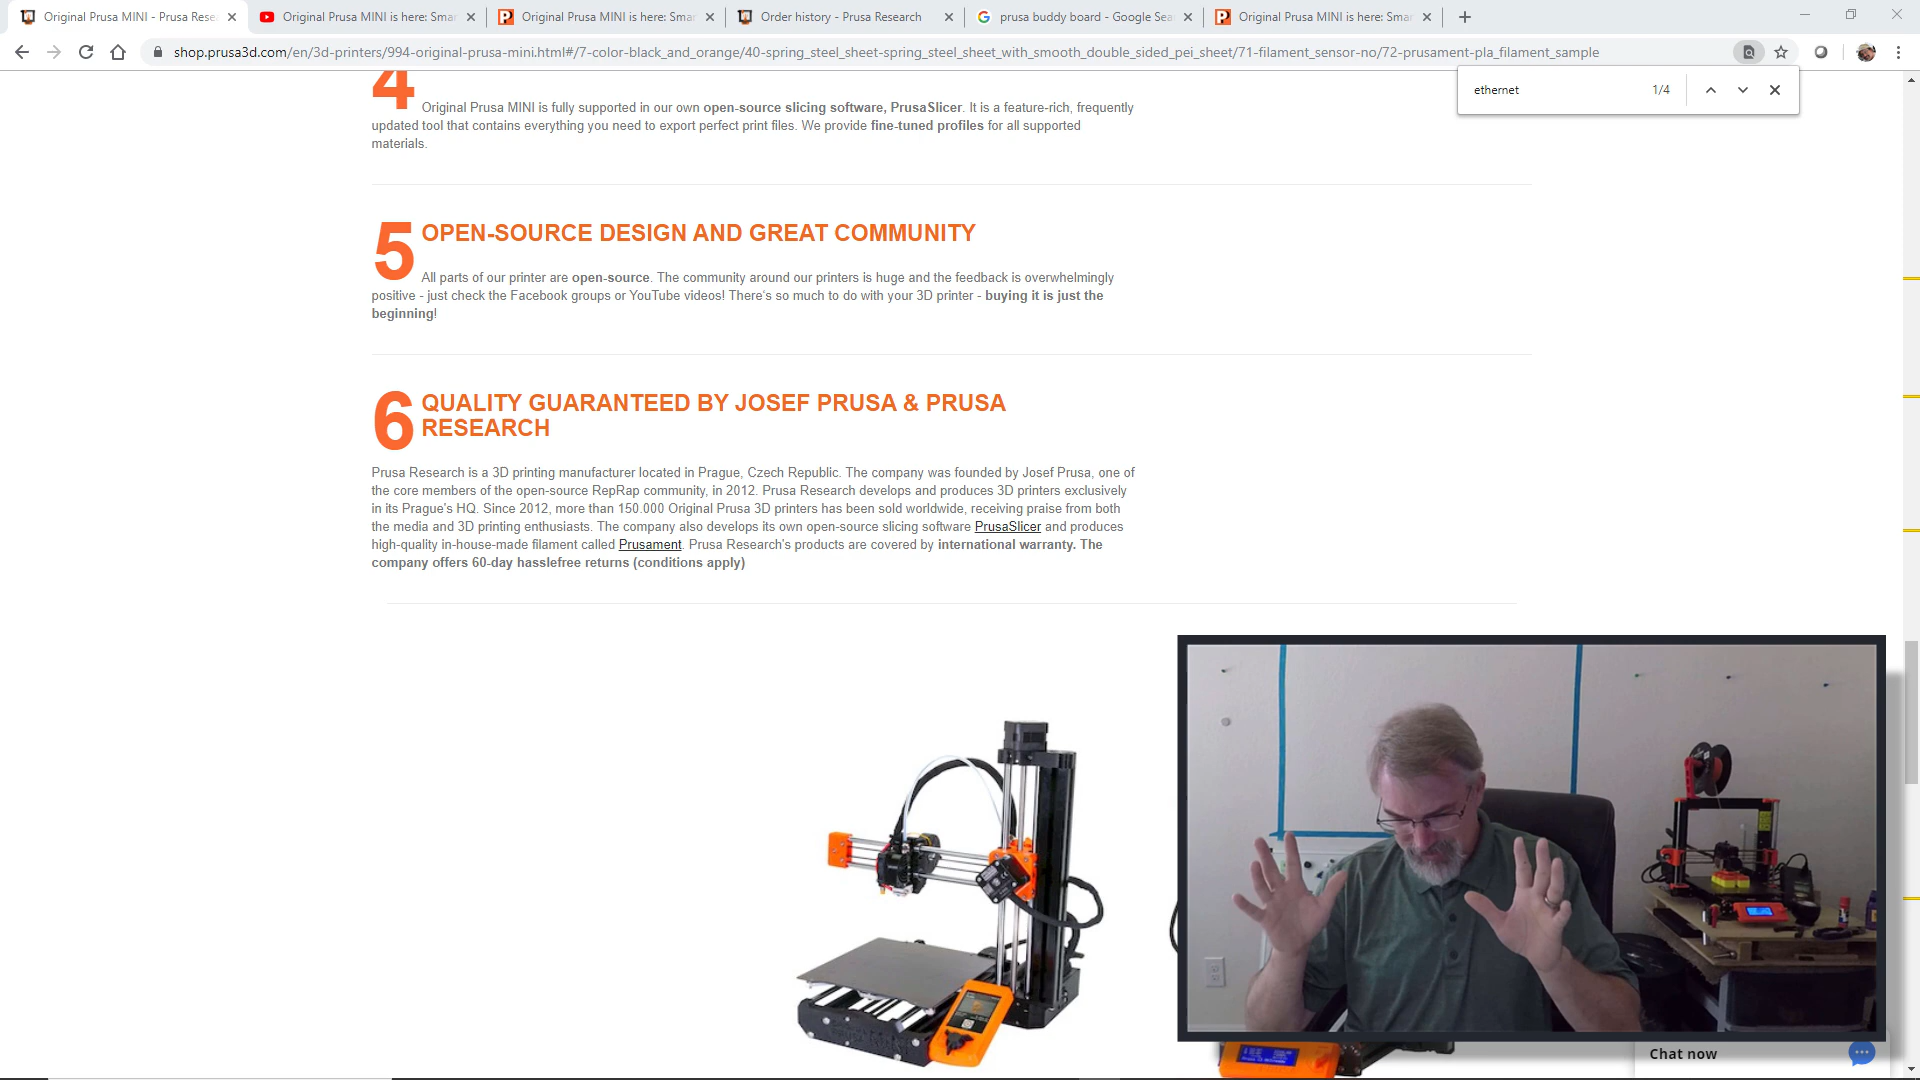 Original Prusa MINI - Prusa Rese
Original Prusa MINI is here: Smar
Original Prusa MINI is here: Smar
Order history - Prusa Research
prusa buddy board - Google Sea
Original Prusa MINI is here: Smar
shop.prusa3d.com/en/3d-printers/994-original-prusa-mini.html#/7-color-black_and_orange/40-spring_steel_sheet-spring_steel_sheet_with_smooth_double_sided_pei_sheet/71-filament_sensor-no/72-prusament-pla_filament_sample
ethernet 1/4
4
Original Prusa MINI is fully supported in our own open-source slicing software, PrusaSlicer. It is a feature-rich, frequently
updated tool that contains everything you need to export perfect print files. We provide fine-tuned profiles for all supported
materials.
5 OPEN-SOURCE DESIGN AND GREAT COMMUNITY
All parts of our printer are open-source. The community around our printers is huge and the feedback is overwhelmingly
positive - just check the Facebook groups or YouTube videos! There's so much to do with your 3D printer - buying it is just the
beginning!
6 QUALITY GUARANTEED BY JOSEF PRUSA & PRUSA
RESEARCH
Prusa Research is a 3D printing manufacturer located in Prague, Czech Republic. The company was founded by Josef Prusa, one of
the core members of the open-source RepRap community, in 2012. Prusa Research develops and produces 3D printers exclusively
in its Prague's HQ. Since 2012, more than 150.000 Original Prusa 3D printers has been sold worldwide, receiving praise from both
the media and 3D printing enthusiasts. The company also develops its own open-source slicing software PrusaSlicer and produces
high-quality in-house-made filament called Prusament. Prusa Research's products are covered by international warranty. The
company offers 60-day hasslefree returns (conditions apply)
Chat now